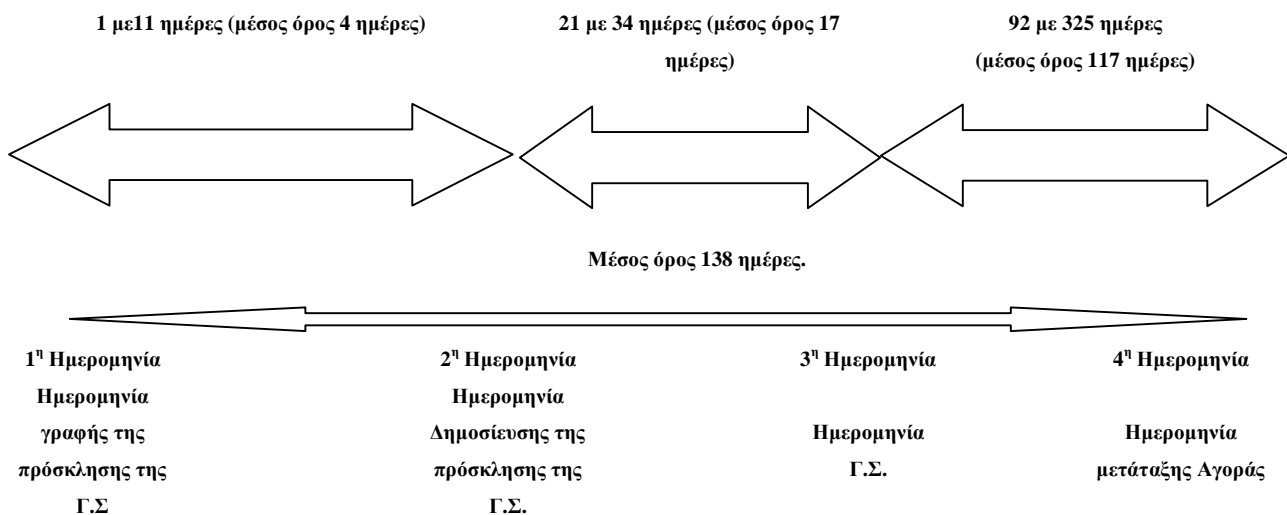 1 με11 ημέρες (μέσος όρος 4 ημέρες)
21 με 34 ημέρες (μέσος όρος 17
ημέρες)
92 με 325 ημέρες
(μέσος όρος 117 ημέρες)
Μέσος όρος 138 ημέρες.
1η Ημερομηνία
Ημερομηνία
γραφής της
πρόσκλησης της
Γ.Σ
2η Ημερομηνία
Ημερομηνία
Δημοσίευσης της
πρόσκλησης της
Γ.Σ.
3η Ημερομηνία
Ημερομηνία
Γ.Σ.
4η Ημερομηνία
Ημερομηνία
μετάταξης Αγοράς